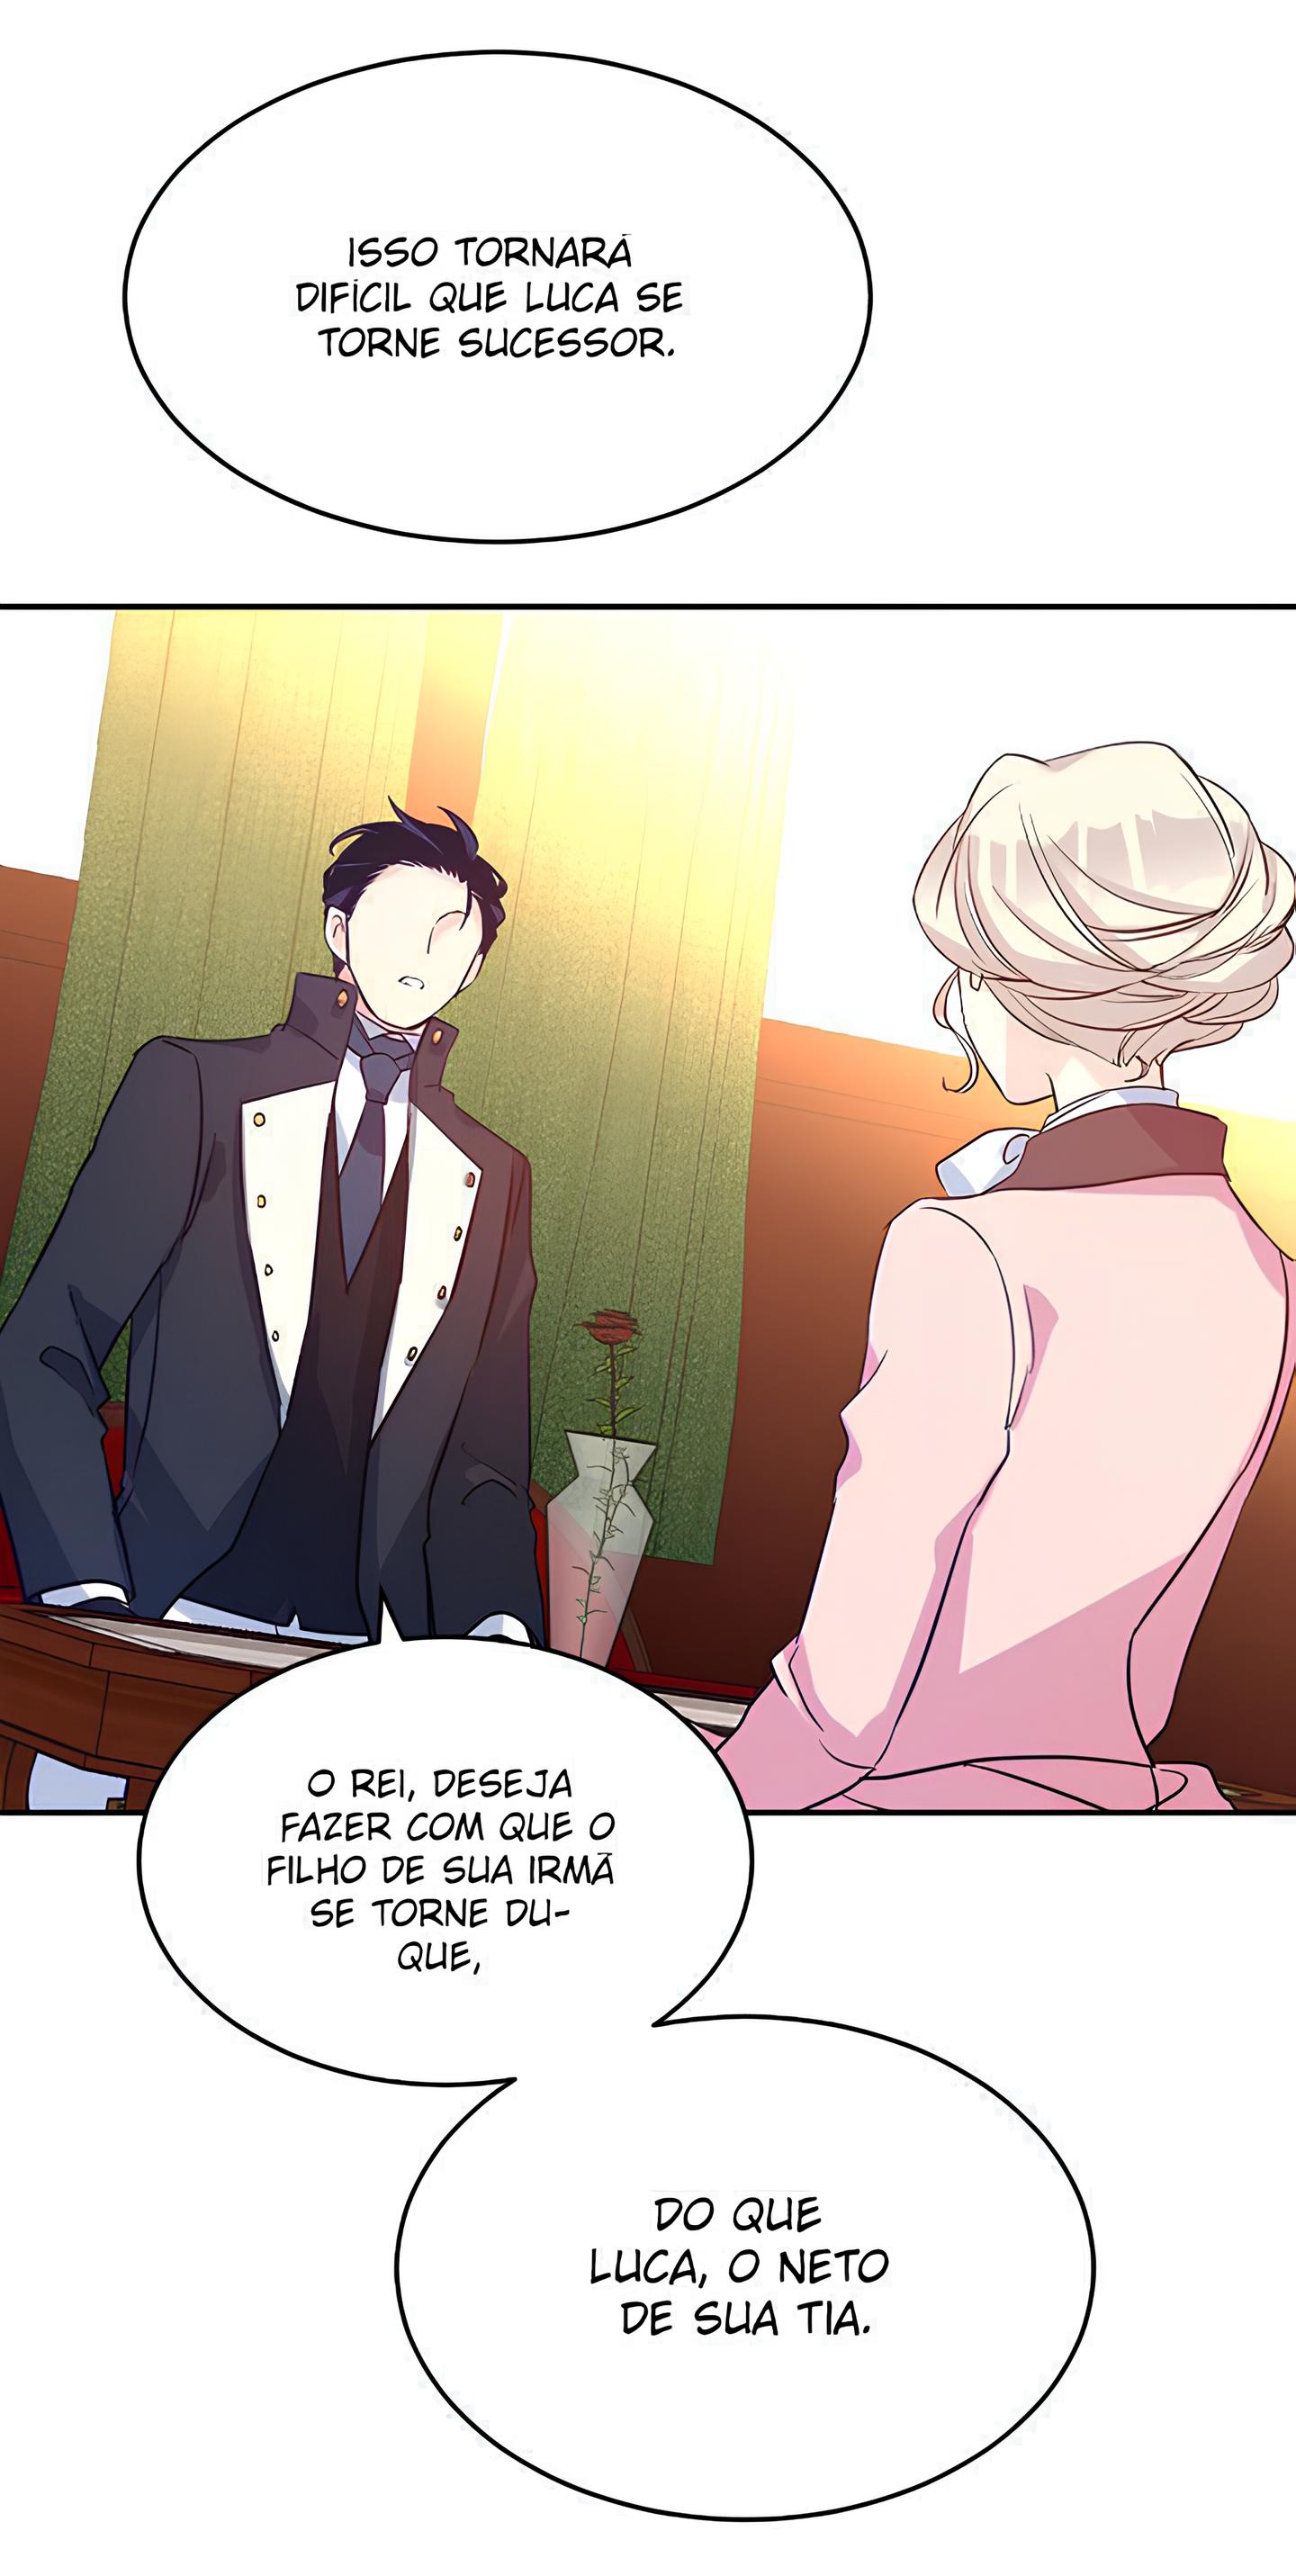 ISSO TORNARÁ
DIFÍCIL QUE LUCA SE
TORNE SUCESSOR.
O REI, DESEJA
FAZER COM QUE O
FILHO DE SUA IRMÃ
SE TORNE DU-
QUE,
DO QUE
LUCA, O NETO
DE SUA TIA.